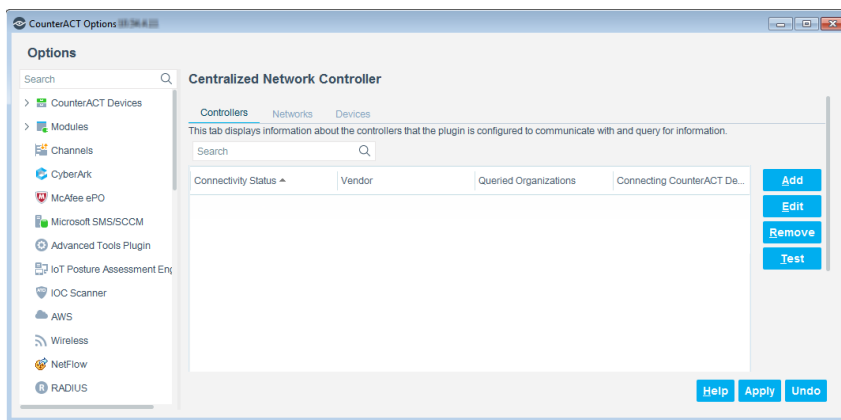 CounterACT Options
Options
Search
Centralized Network Controller
CounterACT Devices
Modules
Channels
CyberArk
McAfee ePO
Microsoft SMS/SCCM
Advanced Tools Plugin
IoT Posture Assessment Eng
IOC Scanner
AWS
Wireless
NetFlow
RADIUS
Controllers Networks Devices
This tab displays information about the controllers that the plugin is configured to communicate with and query for information.
Search
Connectivity Status Vendor Queried Organizations Connecting CounterACT De...
Add
Edit
Remove
Test
Help Apply Undo